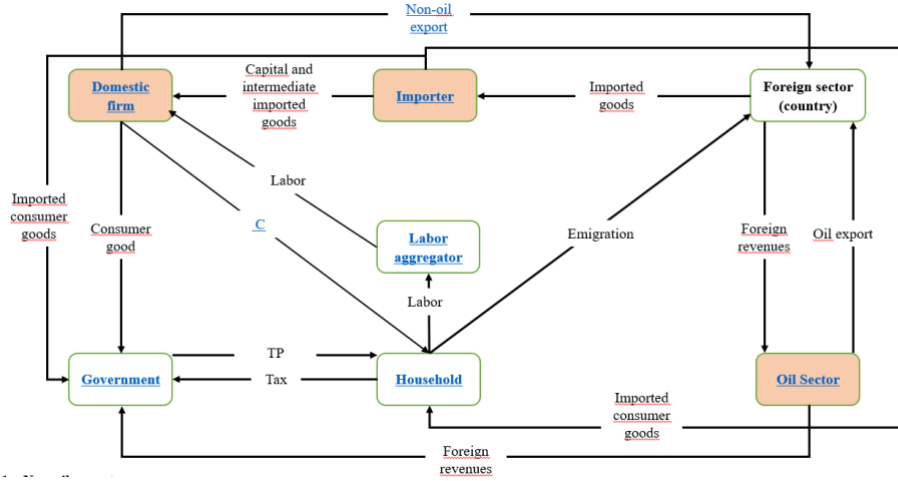 Non-oil
export
Capital and
intermediate
imported
goods
Domestic
firm
Importer
Imported
goods
Foreign sector
(country)
Labor
Imported
consumer
goods
Consumer
good
C
Labor
aggregator
Emigration
Foreign
revenues
Oil export
Labor
TP
Government
Tax
Household
Oil Sector
Imported
consumer
goods
Foreign
revenues